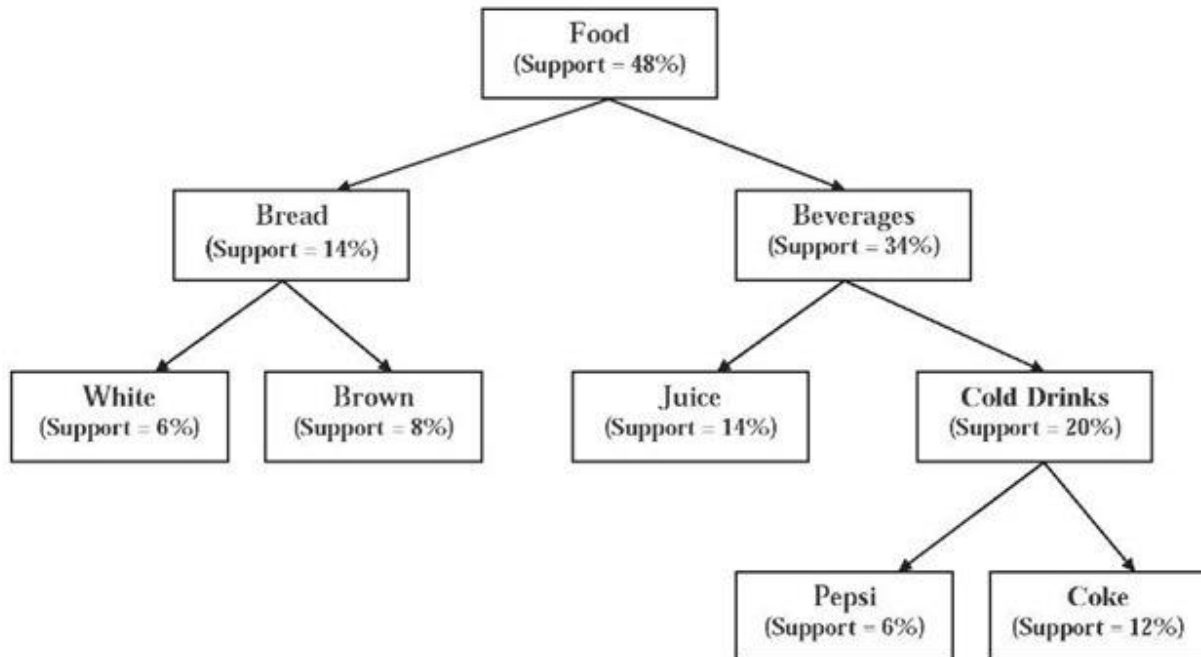 Food
(Support = 48%)
Bread
(Support = 14%)
Beverages
(Support = 34%)
White
(Support = 6%)
Brown
(Support = 8%)
Juice
(Support = 14%)
Cold Drinks
(Support = 20%)
Pepsi
(Support = 6%)
Coke
(Support = 12%)